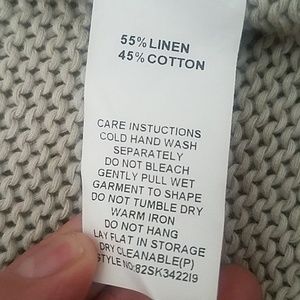 55% LINEN
45% COTTON
CARE INSTUCTIONS
COLD HAND WASH
SEPARATELY
DO NOT BLEACH
GENTLY PULL WET
GARMENT TO SHAPE
DO NOT TUMBLE DRY
WARM IRON
DO NOT HANG
LAY FLAT IN STORAGE
DRY CLEANABLE(P)
STYLE NO:82SK342219